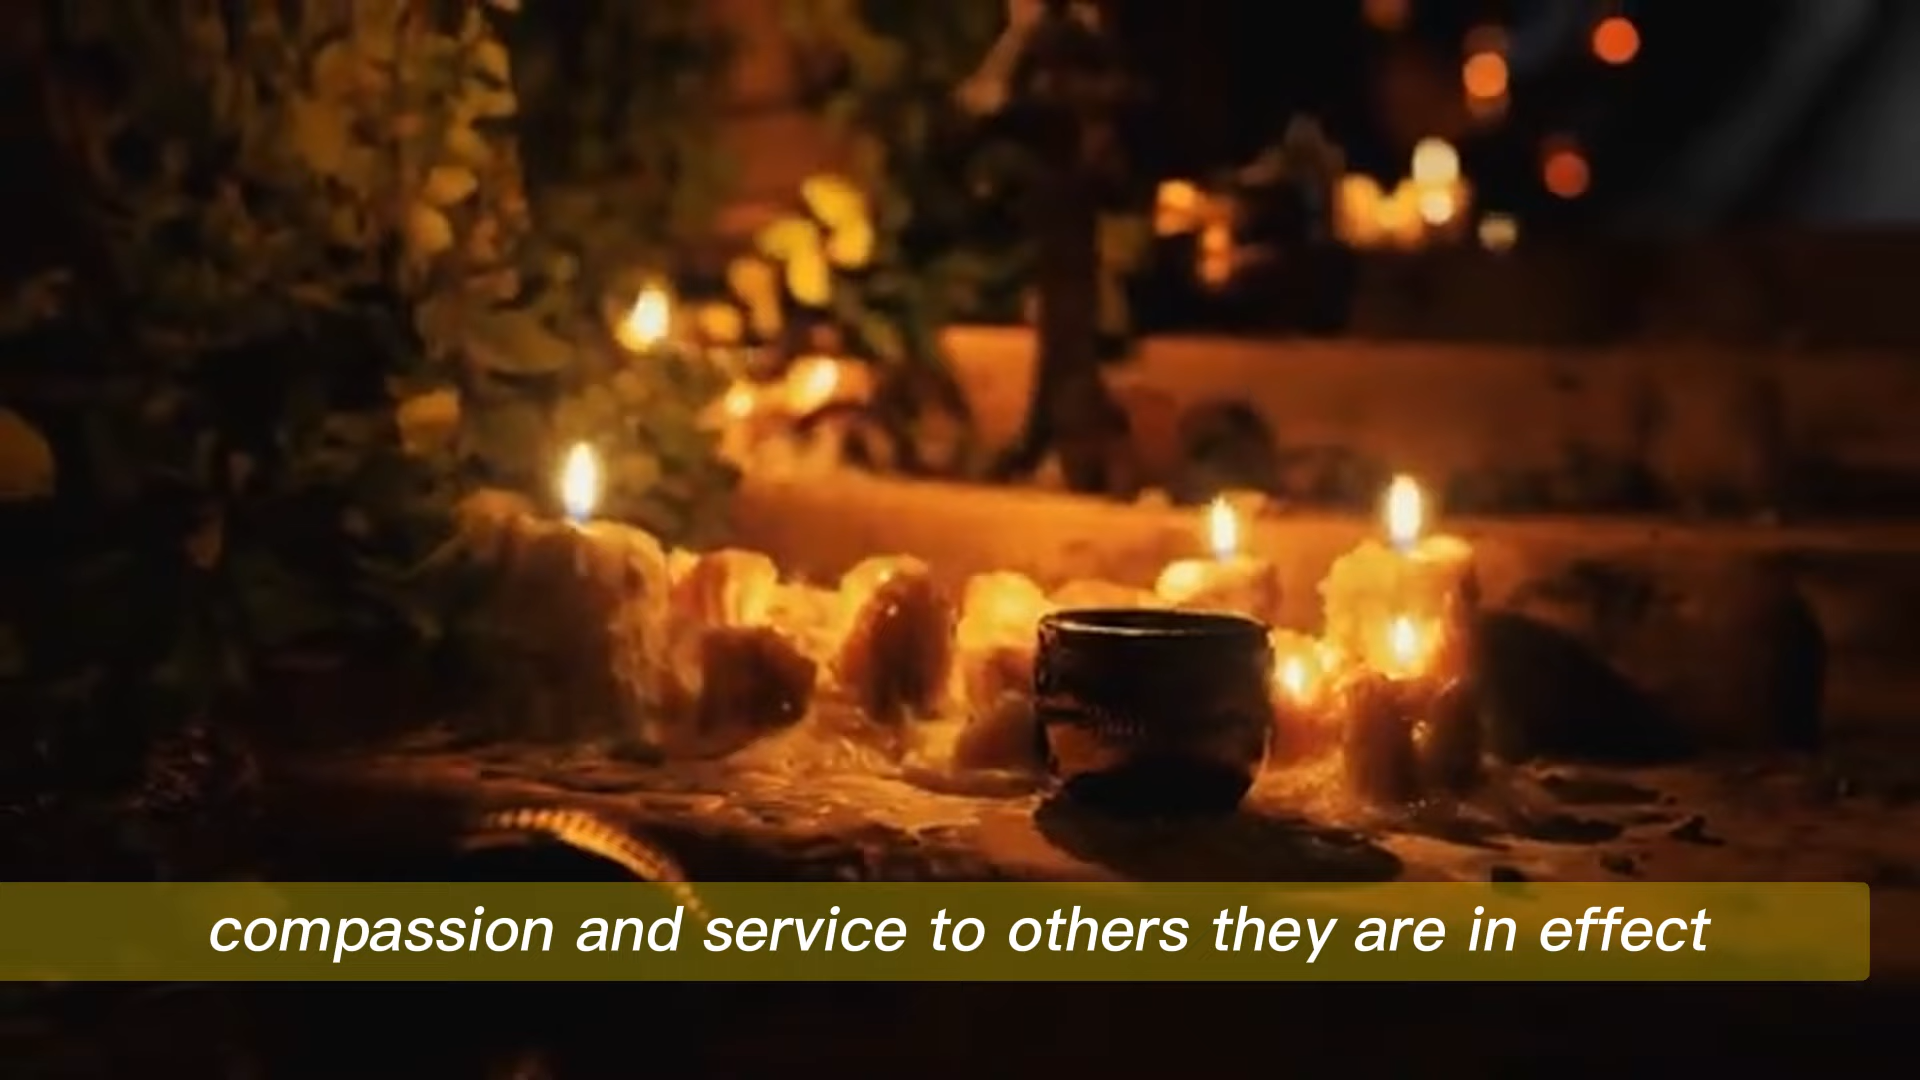 compassion and service to others they are in effect